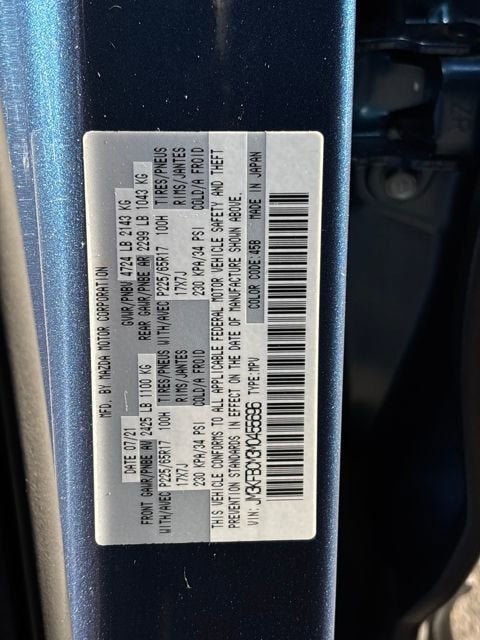 MFD. BY MAZDA MOTOR CORPORATION
DATE 07/21 GVWR/PNBV 4724 LB 2143 KG
FRONT GAWR/PNBE AV 2425 LB 1100 KG REAR GAWR/PNBE AR 2299 LB 1043 KG
WITH/AVEC P225/65R17 100H TIRES/PNEUS WITH/AVEC P225/65R17 100H TIRES/PNEUS
17X7J RIMS/JANTES 17X7J RIMS/JANTES
230 KPA/34 PSI COLD/A FROID 230 KPA/34 PSI COLD/A FROID
THIS VEHICLE CONFORMS TO ALL APPLICABLE FEDERAL MOTOR VEHICLE SAFETY AND THEFT
PREVENTION STANDARDS IN EFFECT ON THE DATE OF MANUFACTURE SHOWN ABOVE.
VIN: JM3KFBCM3M0455696 TYPE:MPV
COLOR CODE:45B MADE IN JAPAN